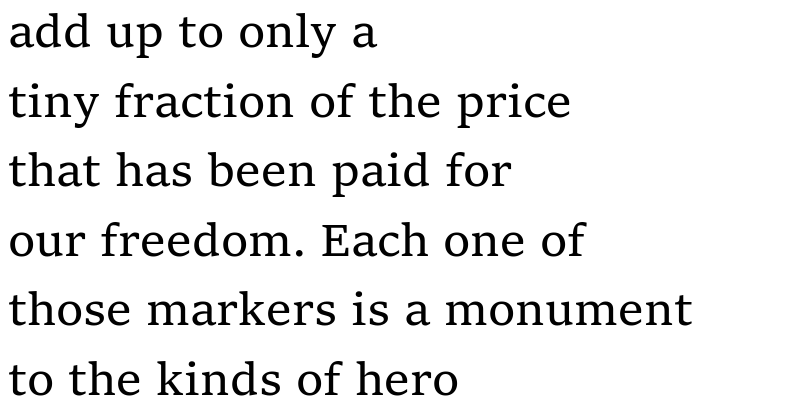 add up to only a
tiny fraction of the price
that has been paid for
our freedom. Each one of
those markers is a monument
to the kinds of hero